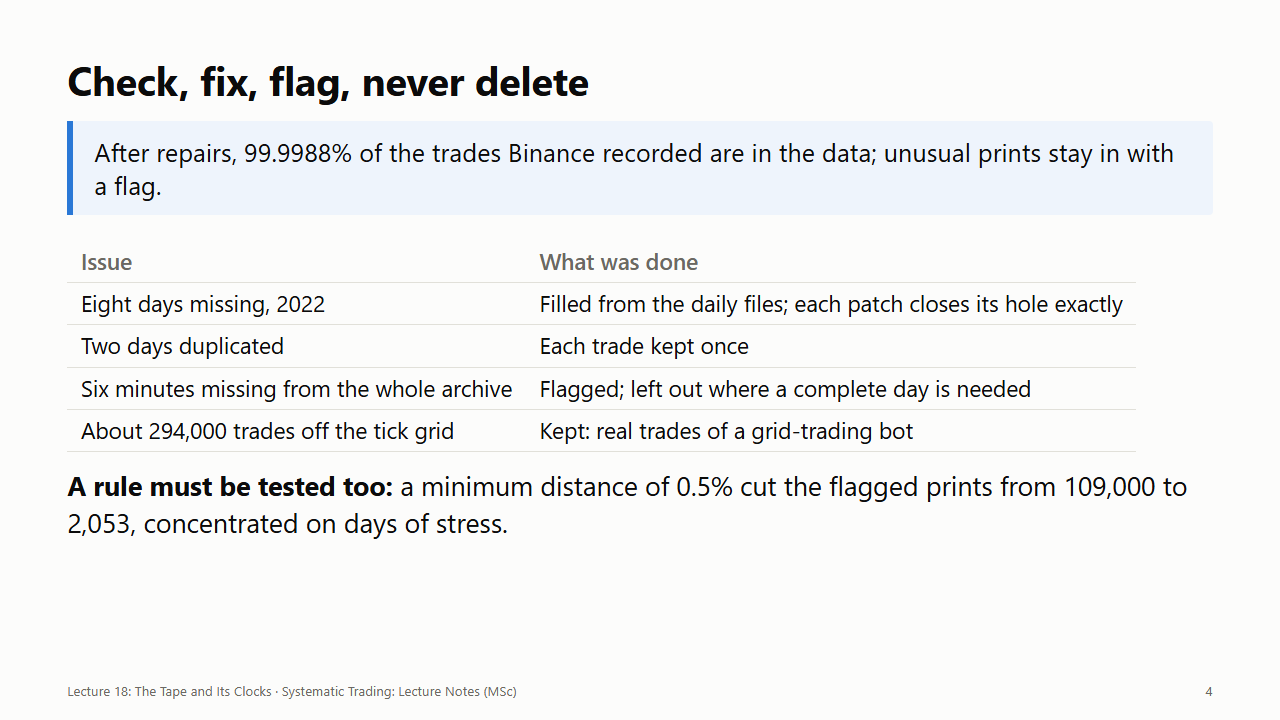 Check, fix, flag, never delete
After repairs, 99.9988% of the trades Binance recorded are in the data; unusual prints stay in with
a flag.
Issue What was done
Eight days missing, 2022 Filled from the daily files; each patch closes its hole exactly
Two days duplicated Each trade kept once
Six minutes missing from the whole archive Flagged; left out where a complete day is needed
About 294,000 trades off the tick grid Kept: real trades of a grid-trading bot
A rule must be tested too: a minimum distance of 0.5% cut the flagged prints from 109,000 to
2,053, concentrated on days of stress.
Lecture 18: The Tape and Its Clocks · Systematic Trading: Lecture Notes (MSc) 4